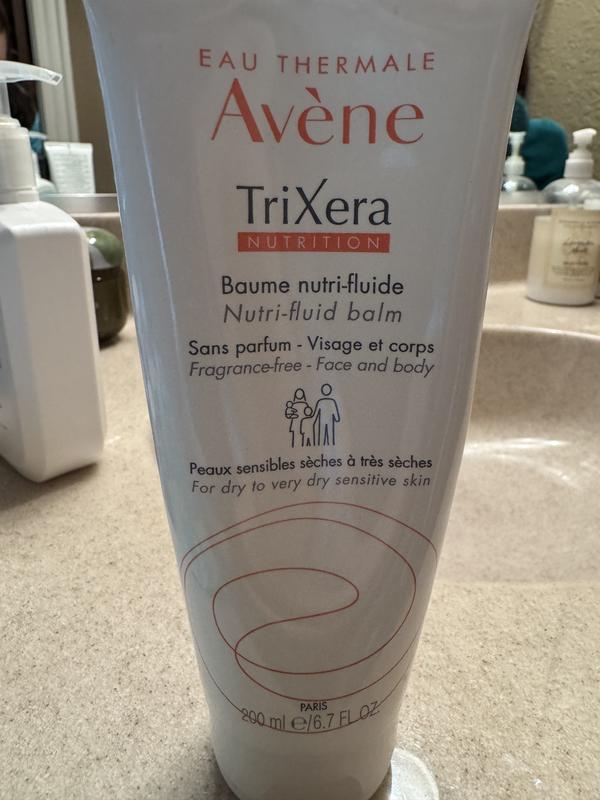 EAU THERMALE
Avène
TriXera
NUTRITION
Baume nutri-fluide
Nutri-fluid balm
Sans parfum - Visage et corps
Fragrance-free - Face and body
Peaux sensibles sèches à très sèches
For dry to very dry sensitive skin
PARIS
200 ml e/6.7 FL.OZ.